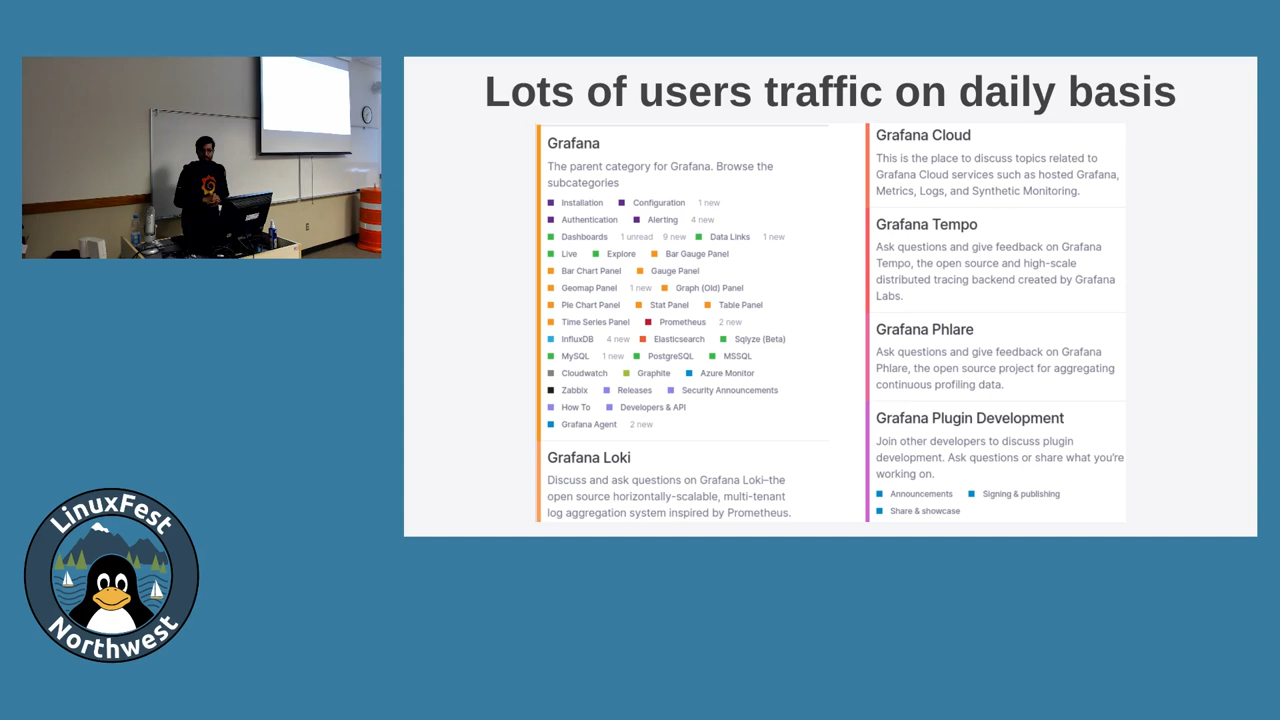 Lots of users traffic on daily basis
Grafana
The parent category for Grafana. Browse the
subcategories
Installation Configuration 1 new
Authentication Alerting 4 new
Dashboards 1 unread 9 new Data Links 1 new
Live Explore Bar Gauge Panel
Bar Chart Panel Gauge Panel
Geomap Panel 1 new Graph (Old) Panel
Pie Chart Panel Stat Panel Table Panel
Time Series Panel Prometheus 2 new
InfluxDB 4 new Elasticsearch Sqlyze (Beta)
MySQL 1 new PostgreSQL MSSQL
Cloudwatch Graphite Azure Monitor
Zabbix Releases Security Announcements
How To Developers & API
Grafana Agent 2 new
Grafana Loki
Discuss and ask questions on Grafana Loki–the
open source horizontally-scalable, multi-tenant
log aggregation system inspired by Prometheus.
Grafana Cloud
This is the place to discuss topics related to
Grafana Cloud services such as hosted Grafana,
Metrics, Logs, and Synthetic Monitoring.
Grafana Tempo
Ask questions and give feedback on Grafana
Tempo, the open source and high-scale
distributed tracing backend created by Grafana
Labs.
Grafana Phlare
Ask questions and give feedback on Grafana
Phlare, the open source project for aggregating
continuous profiling data.
Grafana Plugin Development
Join other developers to discuss plugin
development. Ask questions or share what you're
working on.
Announcements Signing & publishing
Share & showcase
LinuxFest
Northwest